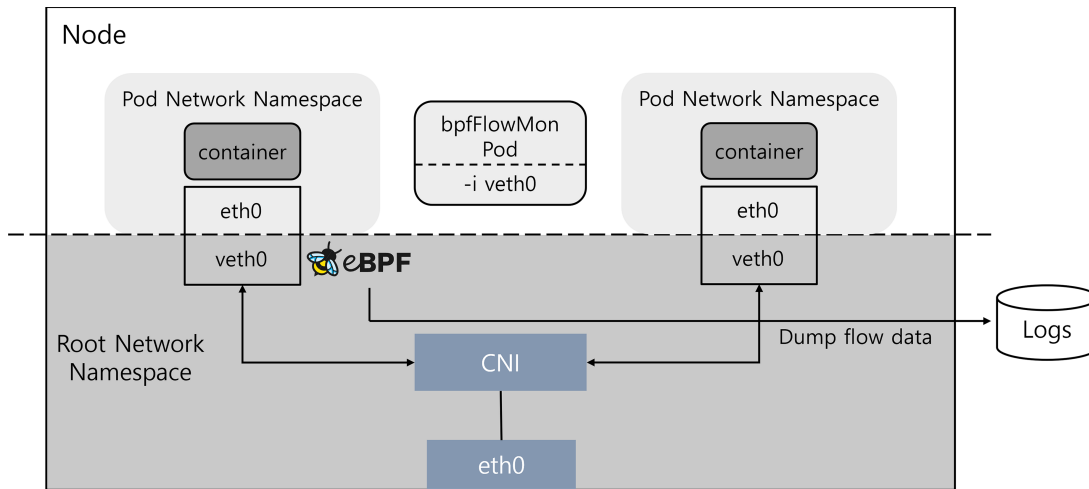 Node
Pod Network Namespace
container
eth0
veth0
eBPF
bpfFlowMon
Pod
-i veth0
Pod Network Namespace
container
eth0
veth0
Root Network
Namespace
CNI
eth0
Dump flow data
Logs